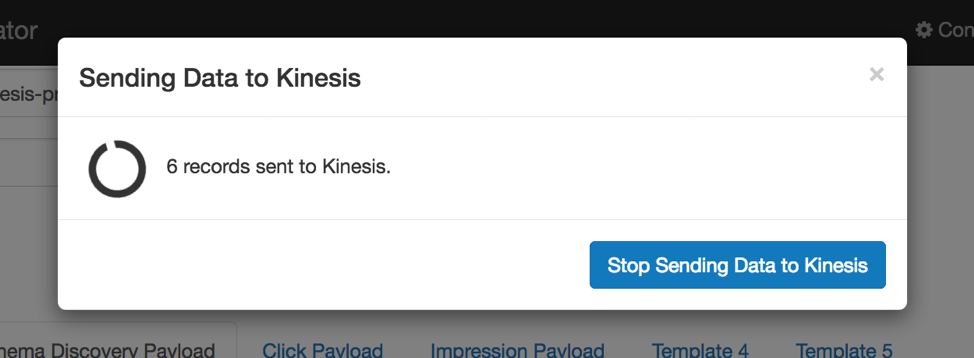 ator
Con
Sending Data to Kinesis
×
esis-pr
6 records sent to Kinesis.
Stop Sending Data to Kinesis
hema Discovery Payload
Click Payload
Impression Payload
Template 4
Template 5